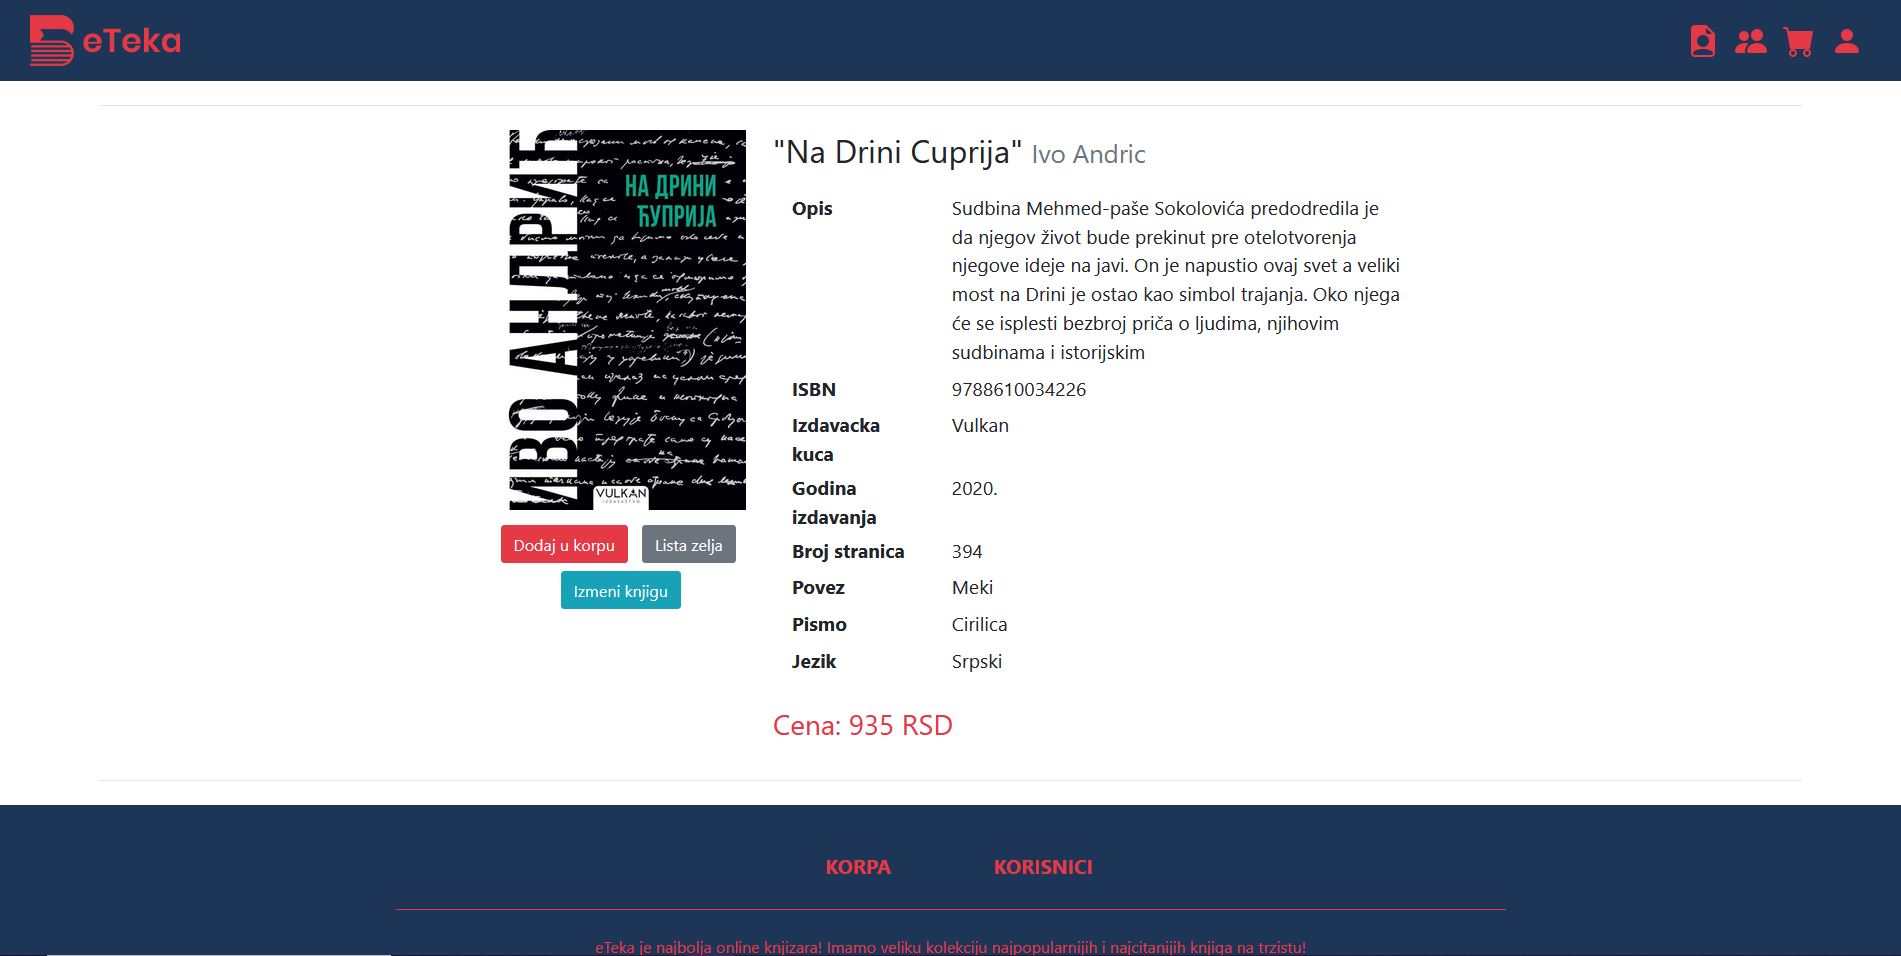 eTeka
"Na Drini Cuprija" Ivo Andric
ИВО АНДРИЋ
НА ДРИНИ
ЋУПРИЈА
VULKAN
IZDAVAŠTVO
Dodaj u korpu
Lista zelja
Izmeni knjigu
Opis
Sudbina Mehmed-paše Sokolovića predodredila je
da njegov život bude prekinut pre otelotvorenja
njegove ideje na javi. On je napustio ovaj svet a veliki
most na Drini je ostao kao simbol trajanja. Oko njega
će se isplesti bezbroj priča o ljudima, njihovim
sudbinama i istorijskim
ISBN 9788610034226
Izdavacka Vulkan
kuca
Godina 2020.
izdavanja
Broj stranica 394
Povez Meki
Pismo Cirilica
Jezik Srpski
Cena: 935 RSD
KORPA KORISNICI
eTeka je najbolja online knjizara! Imamo veliku kolekciju najpopularnijih i najcitanijih knjiga na trzistu!